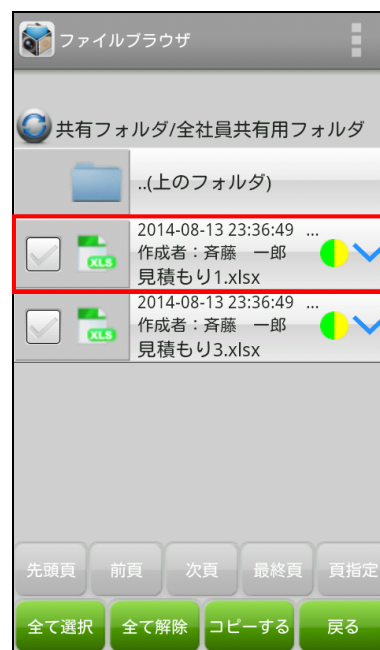 ファイルブラウザ
共有フォルダ/全社員共有用フォルダ
..(上のフォルダ)
2014-08-13 23:36:49 ...
作成者：斉藤　一郎
XLS
見積もり1.xlsx
2014-08-13 23:36:49 ...
作成者：斉藤　一郎
XLS
見積もり3.xlsx
先頭頁 前頁 次頁 最終頁 頁指定
全て選択 全て解除 コピーする 戻る